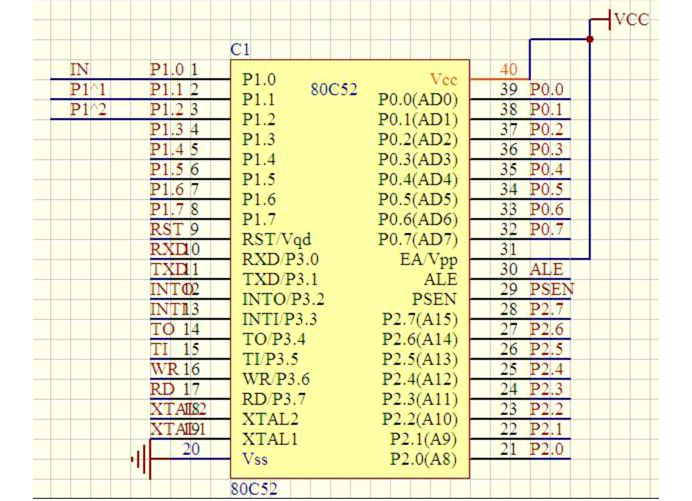 VCC
C1
IN P1.0 1 P1.0 80C52 Vcc 40
P1^1 P1.1 2 P1.1 P0.0(AD0) 39 P0.0
P1^2 P1.2 3 P1.2 P0.1(AD1) 38 P0.1
P1.3 4 P1.3 P0.2(AD2) 37 P0.2
P1.4 5 P1.4 P0.3(AD3) 36 P0.3
P1.5 6 P1.5 P0.4(AD4) 35 P0.4
P1.6 7 P1.6 P0.5(AD5) 34 P0.5
P1.7 8 P1.7 P0.6(AD6) 33 P0.6
RST 9 RST/Vqd P0.7(AD7) 32 P0.7
RXD 10 RXD/P3.0 EA/Vpp 31
TXD 11 TXD/P3.1 ALE 30 ALE
INTO 12 INTO/P3.2 PSEN 29 PSEN
INTI 13 INTI/P3.3 P2.7(A15) 28 P2.7
TO 14 TO/P3.4 P2.6(A14) 27 P2.6
TI 15 TI/P3.5 P2.5(A13) 26 P2.5
WR 16 WR/P3.6 P2.4(A12) 25 P2.4
RD 17 RD/P3.7 P2.3(A11) 24 P2.3
XTAL2 18 XTAL2 P2.2(A10) 23 P2.2
XTAL1 19 XTAL1 P2.1(A9) 22 P2.1
20 Vss P2.0(A8) 21 P2.0
80C52